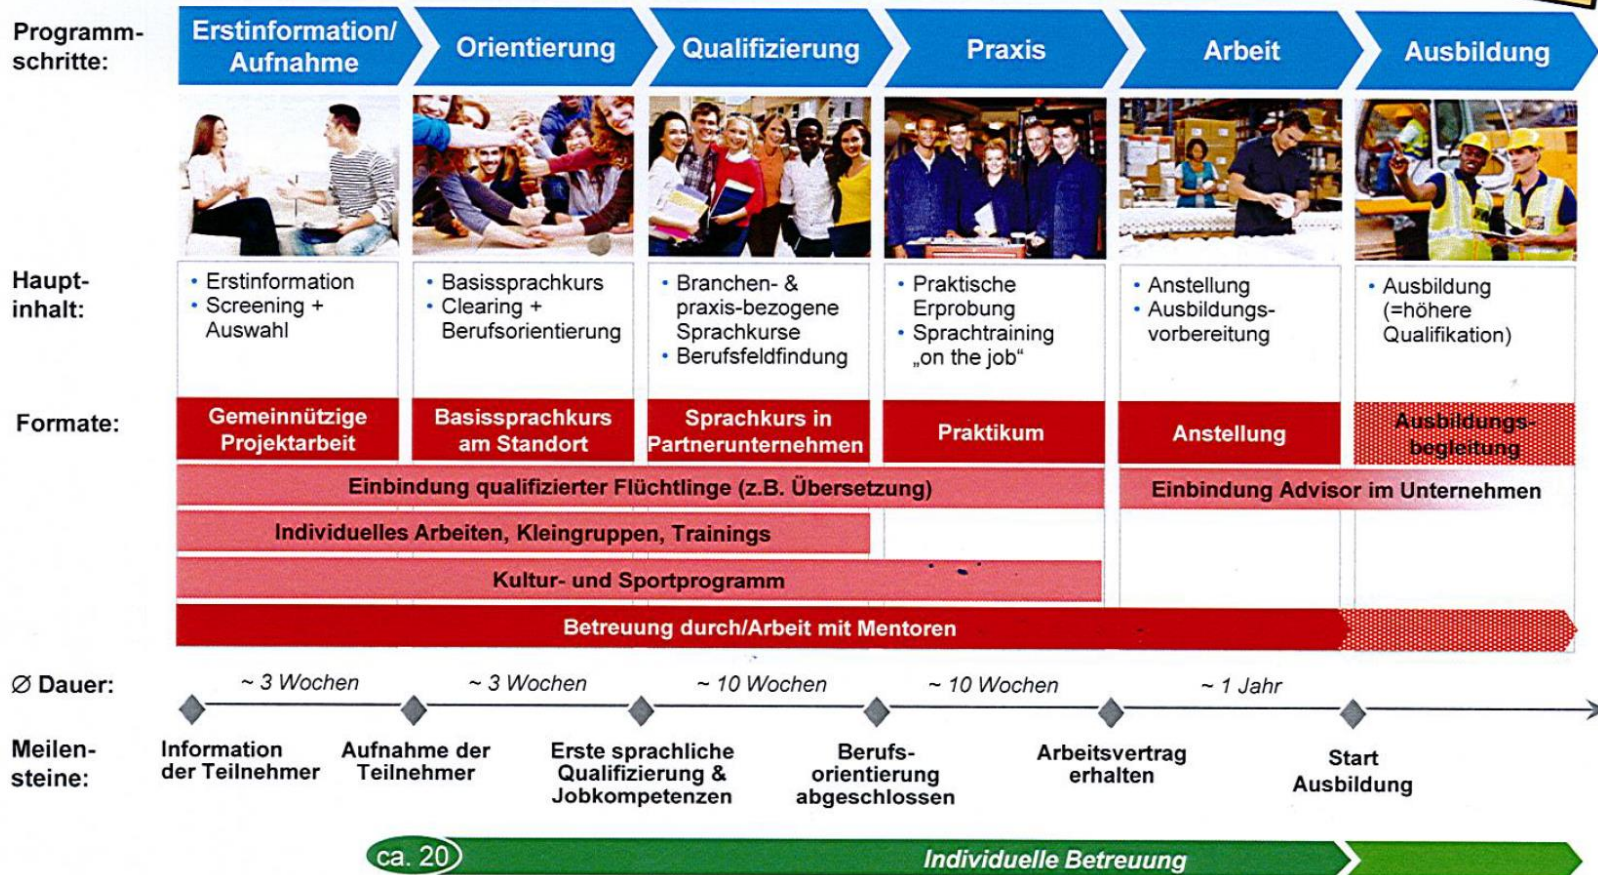 Programm-
schritte:
Erstinformation/
Aufnahme
Orientierung
Qualifizierung
Praxis
Arbeit
Ausbildung
Haupt-
inhalt:
• Erstinformation
• Screening +
Auswahl
• Basissprachkurs
• Clearing +
Berufsorientierung
• Branchen- &
praxis-bezogene
Sprachkurse
• Berufsfeldfindung
• Praktische
Erprobung
• Sprachtraining
„on the job“
• Anstellung
• Ausbildungs-
vorbereitung
• Ausbildung
(=höhere
Qualifikation)
Formate:
Gemeinnützige
Projektarbeit
Basissprachkurs
am Standort
Sprachkurs in
Partnerunternehmen
Praktikum
Anstellung
Ausbildungs-
begleitung
Einbindung qualifizierter Flüchtlinge (z.B. Übersetzung)
Einbindung Advisor im Unternehmen
Individuelles Arbeiten, Kleingruppen, Trainings
Kultur- und Sportprogramm
Betreuung durch/Arbeit mit Mentoren
Ø Dauer:
~ 3 Wochen
~ 3 Wochen
~ 10 Wochen
~ 10 Wochen
~ 1 Jahr
Meilen-
steine:
Information
der Teilnehmer
Aufnahme der
Teilnehmer
Erste sprachliche
Qualifizierung &
Jobkompetenzen
Berufs-
orientierung
abgeschlossen
Arbeitsvertrag
erhalten
Start
Ausbildung
ca. 20
Individuelle Betreuung